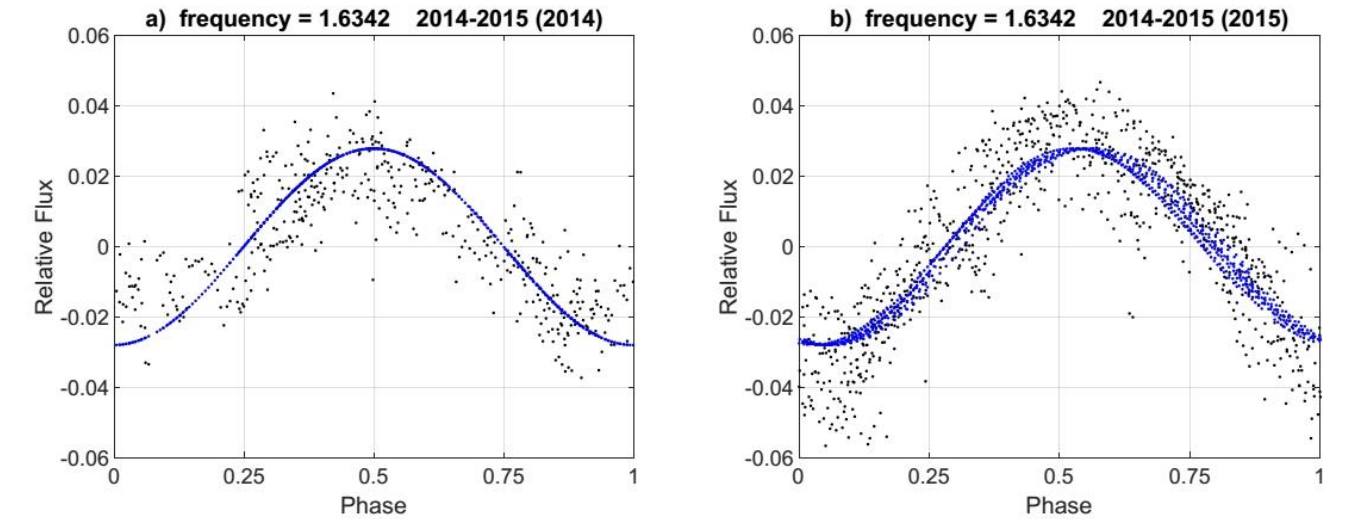 a) frequency = 1.6342 2014-2015 (2014)
0.06
0.04
0.02
0
-0.02
-0.04
-0.06
Relative Flux
0 0.25 0.5 0.75 1
Phase
b) frequency = 1.6342 2014-2015 (2015)
0.06
0.04
0.02
0
-0.02
-0.04
-0.06
Relative Flux
0 0.25 0.5 0.75 1
Phase